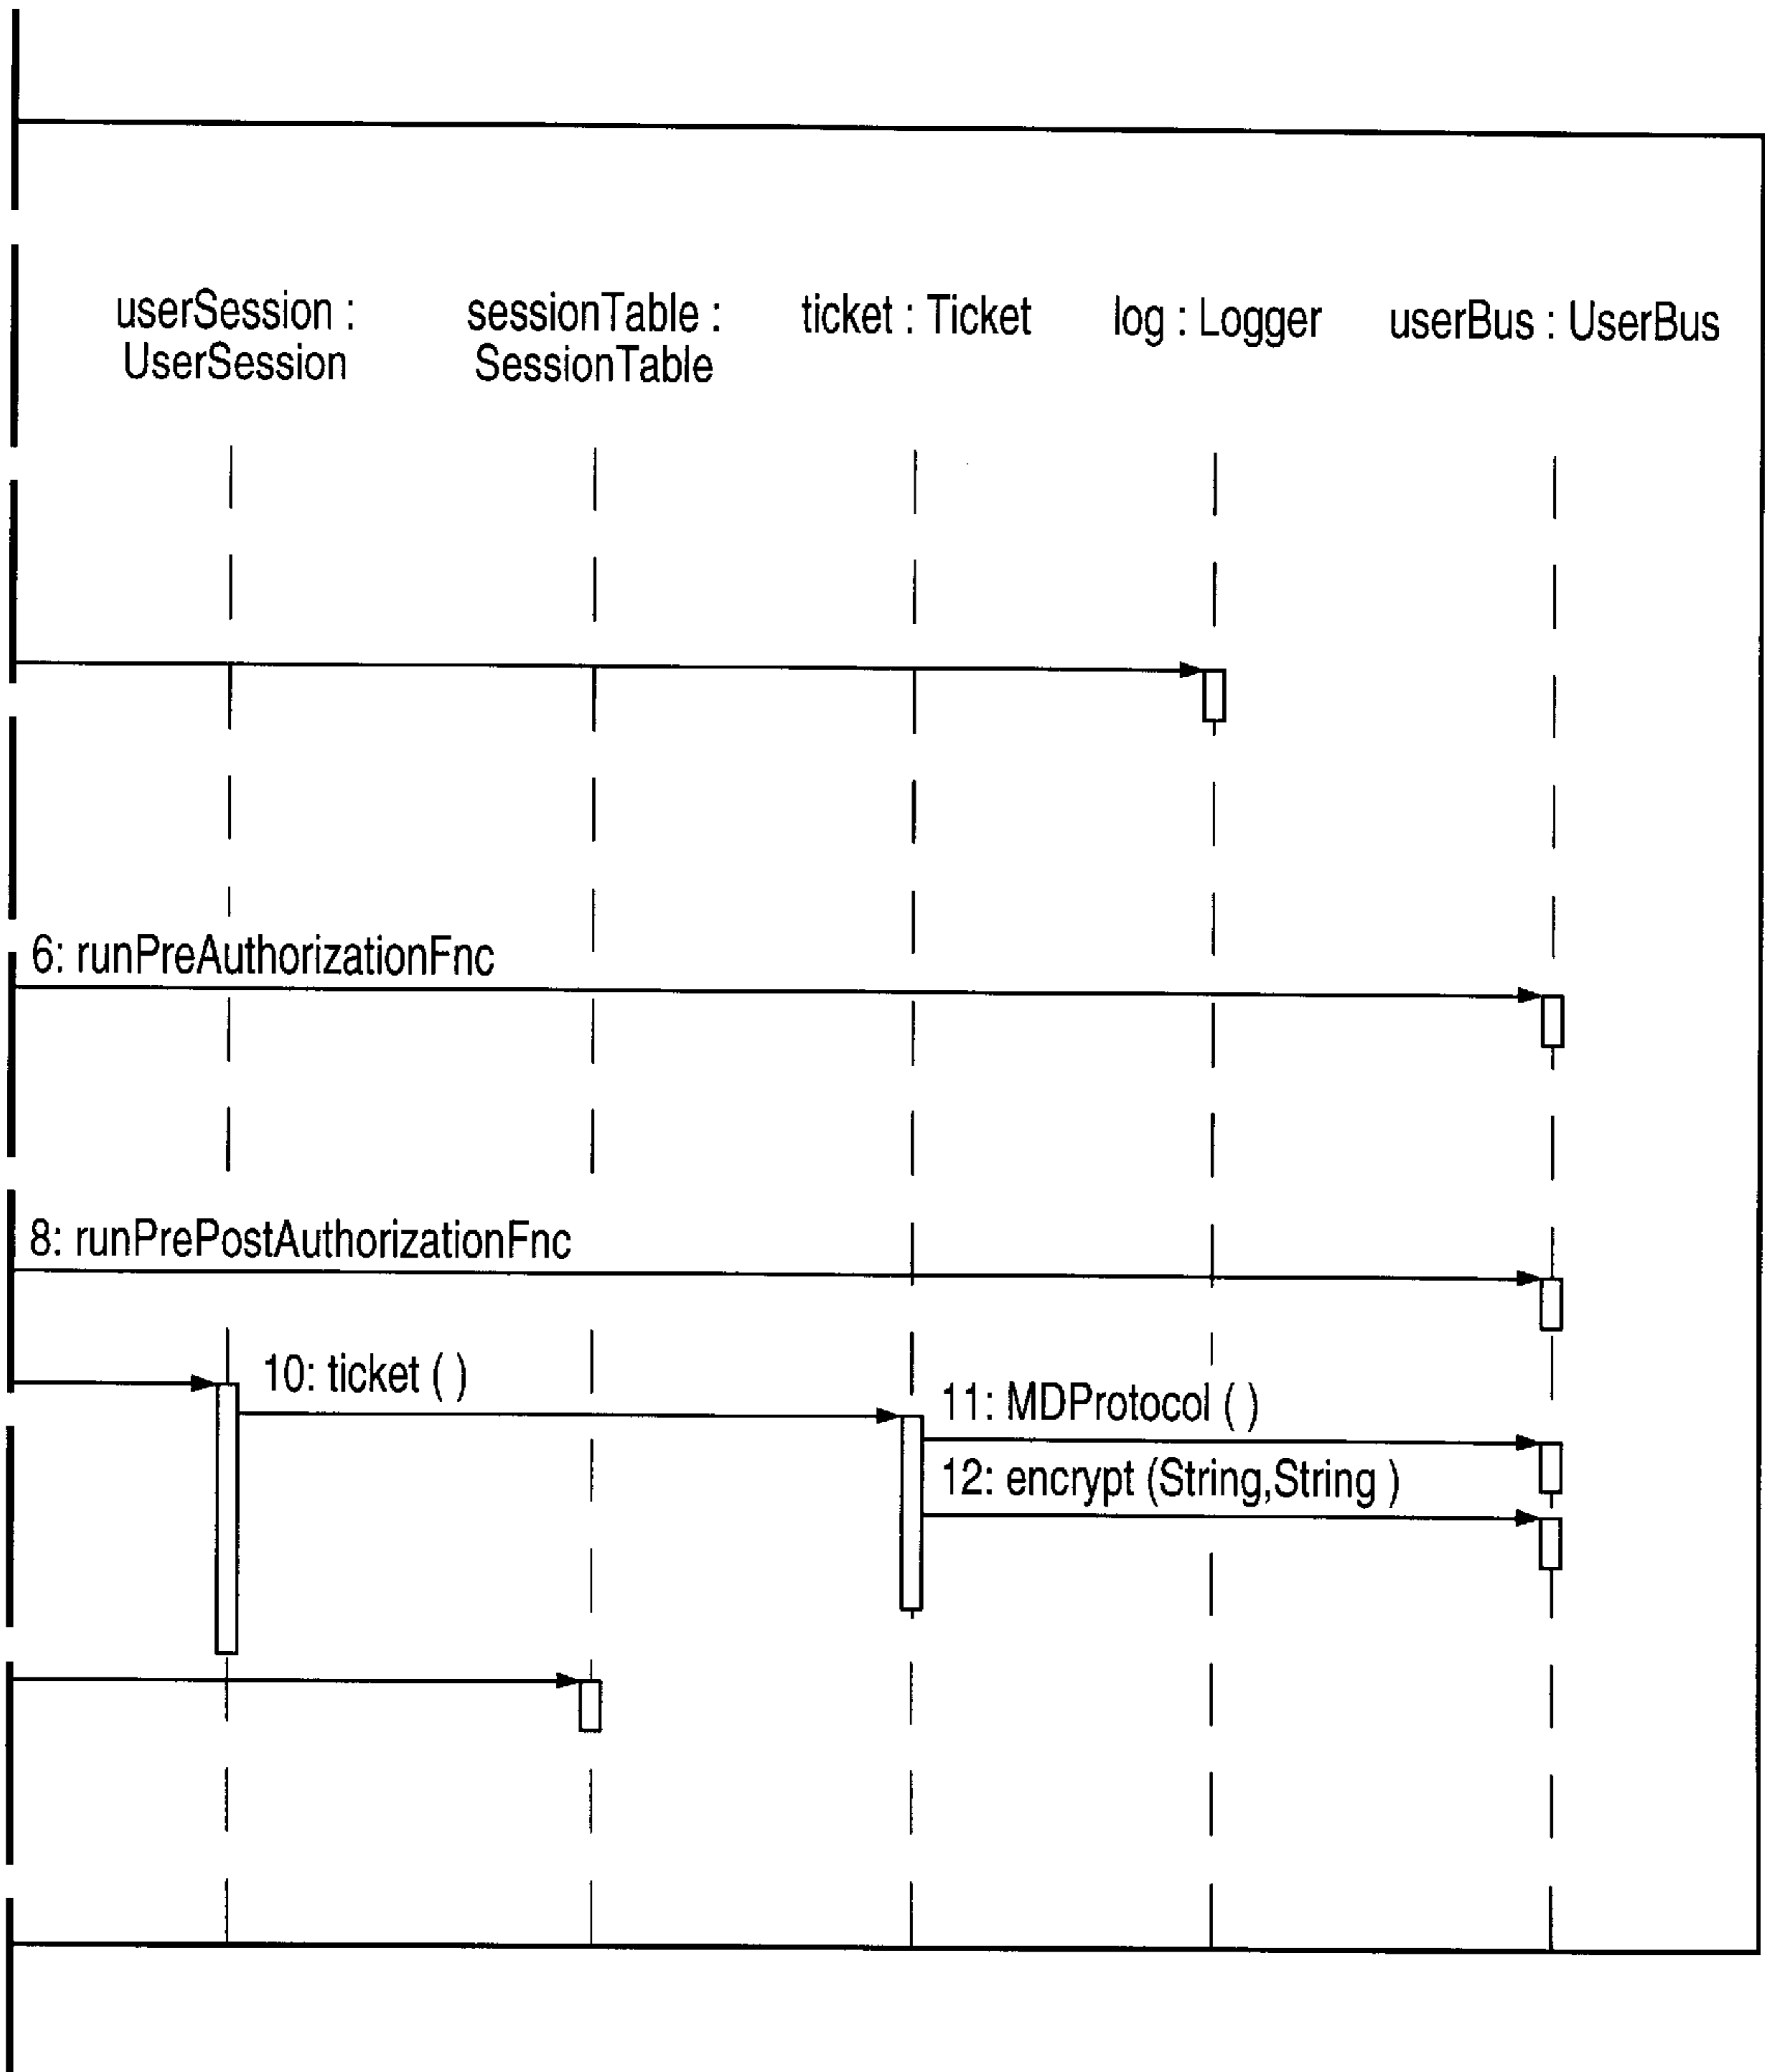 userSession :
UserSession
sessionTable :
SessionTable
ticket : Ticket
log : Logger
userBus : UserBus
6: runPreAuthorizationFnc
8: runPrePostAuthorizationFnc
10: ticket ( )
11: MDProtocol ( )
12: encrypt (String,String )